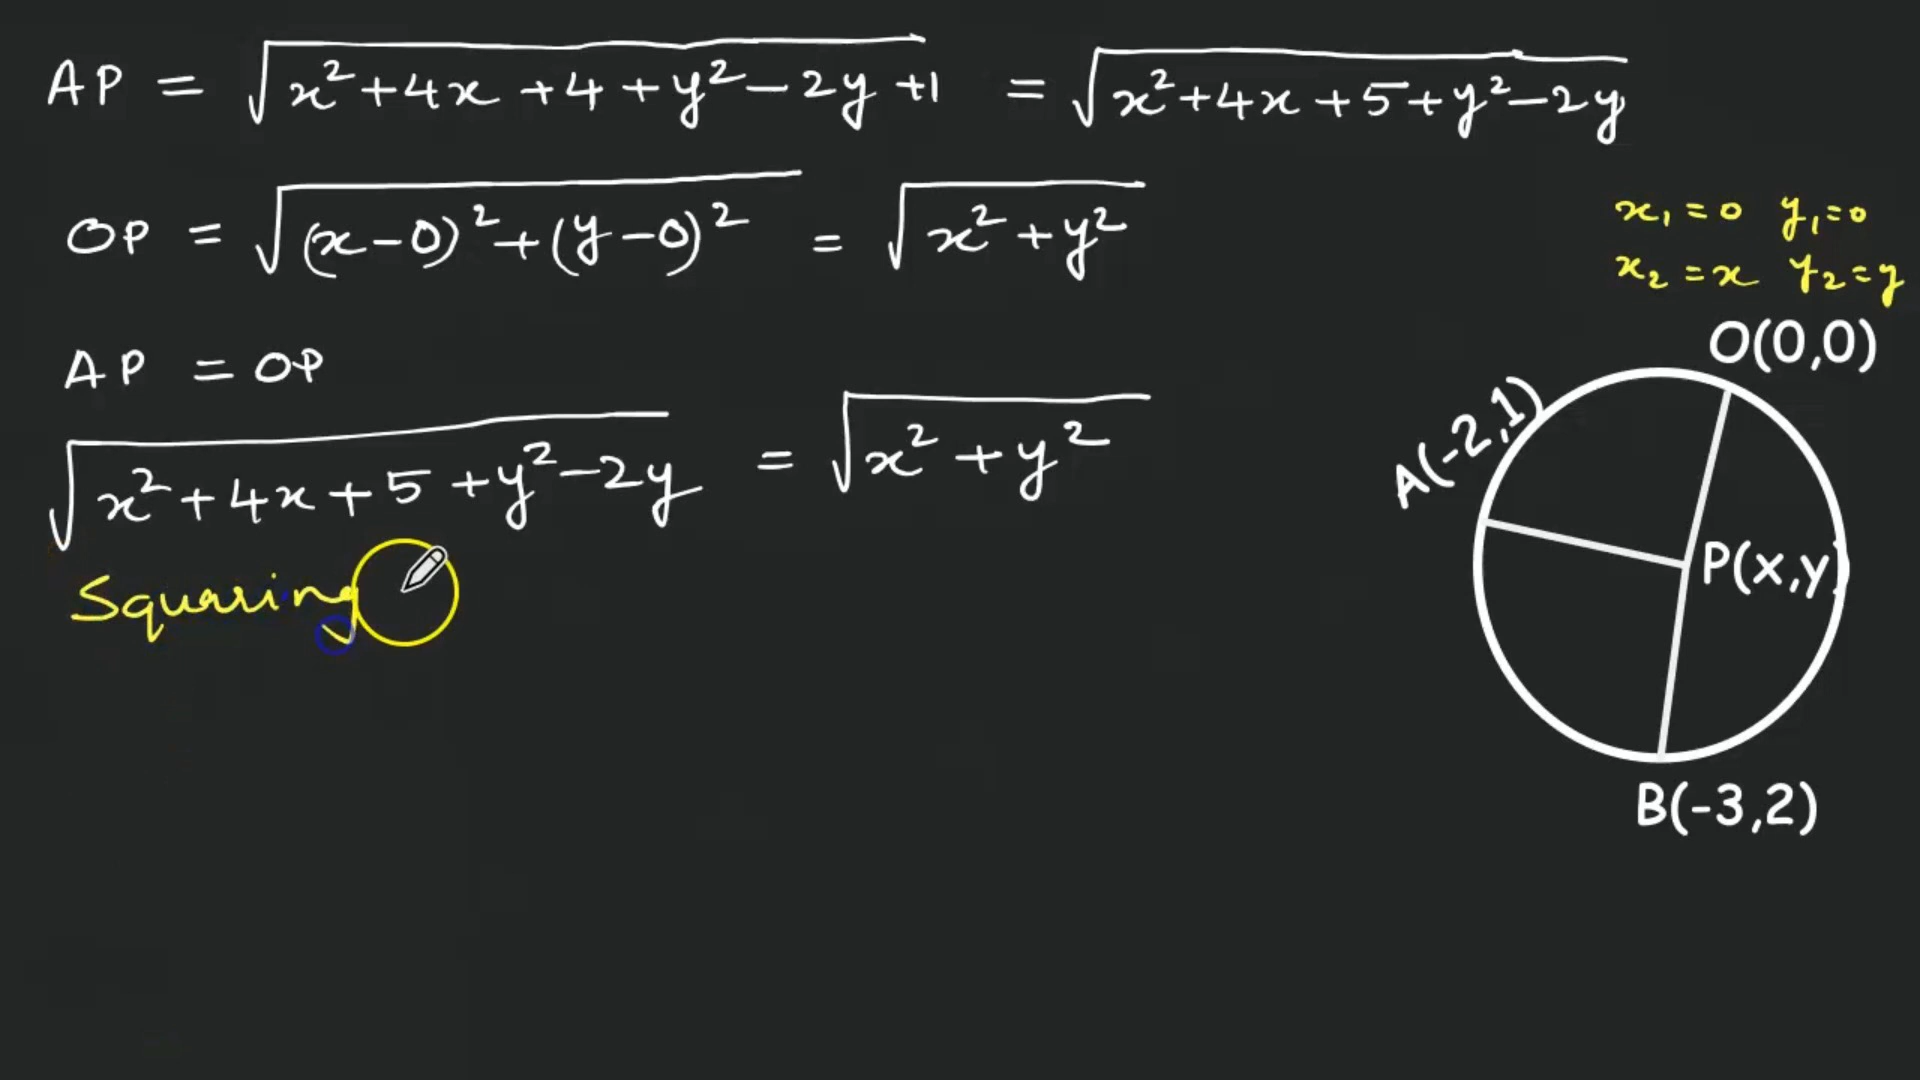 AP = √x²+4x+4+y²-2y+1 = √x²+4x+5+y²-2y
OP = √(x-0)²+(y-0)² = √x²+y²
x₁=0 y₁=0
x₂=x y₂=y
O(0,0)
AP = OP
A(-2,1)
√x²+4x+5+y²-2y = √x²+y²
P(x,y)
Squaring
B(-3,2)